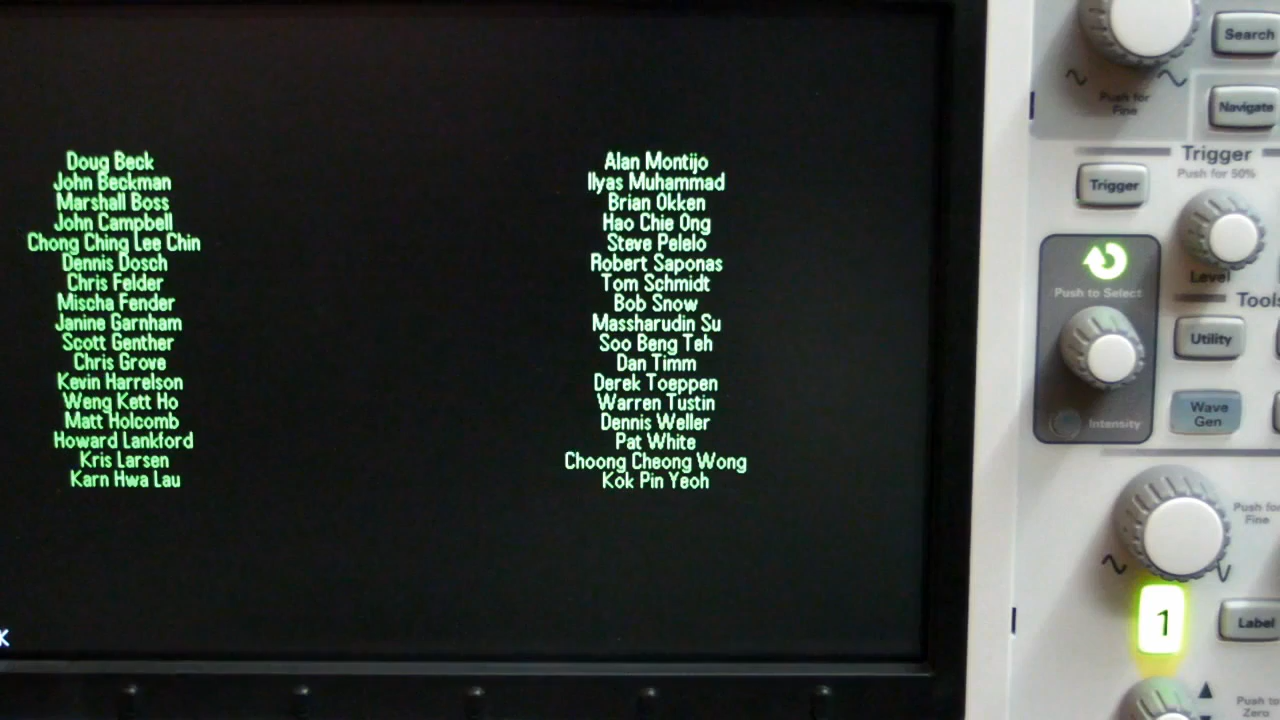 Doug Beck
John Beckman
Marshall Boss
John Campbell
Chong Ching Lee Chin
Dennis Dosch
Chris Felder
Mischa Fender
Janine Garnham
Scott Genther
Chris Grove
Kevin Harrelson
Weng Kett Ho
Matt Holcomb
Howard Lankford
Kris Larsen
Karn Hwa Lau
Alan Montijo
Ilyas Muhammad
Brian Okken
Hao Chie Ong
Steve Pelelo
Robert Saponas
Tom Schmidt
Bob Snow
Massharudin Su
Soo Beng Teh
Dan Timm
Derek Toeppen
Warren Tustin
Dennis Weller
Pat White
Choong Cheong Wong
Kok Pin Yeoh
K
Search
Push for
Fine
Navigate
Trigger
Push for 50%
Trigger
Level
Push to Select
Tools
Utility
Wave
Gen
Intensity
Push for
Fine
1
Label
Push to
Zero